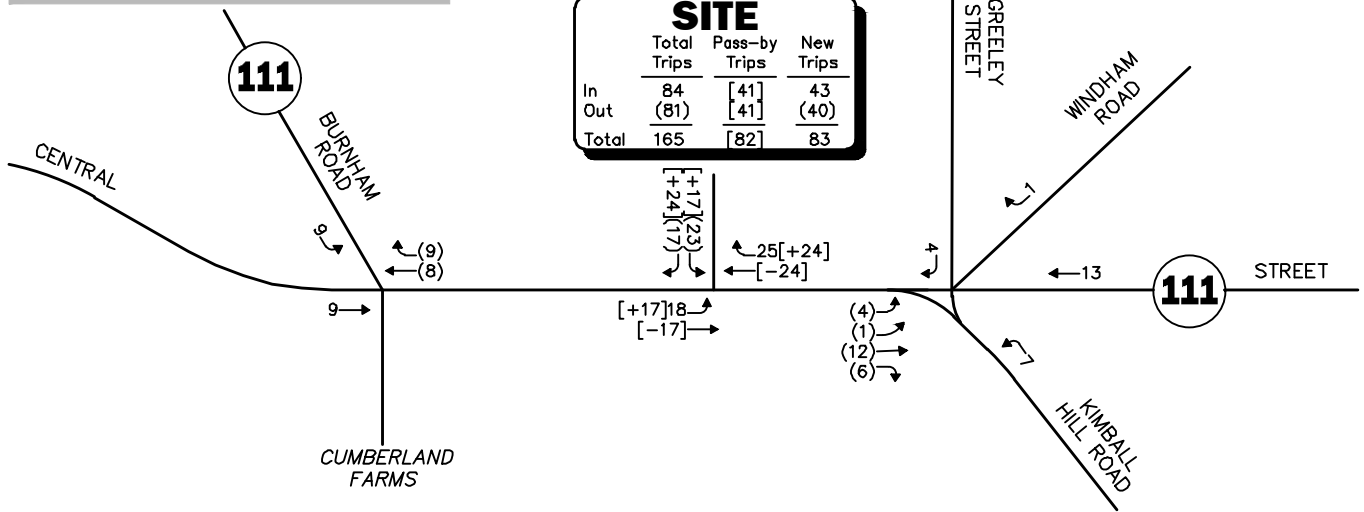 SITE
Total Pass-by New
Trips Trips Trips
In 84 [41] 43
Out (81) [41] (40)
Total 165 [82] 83
GREELEY
STREET
WINDHAM
ROAD
111
BURNHAM
ROAD
CENTRAL
[+17](23)
[+24](17)
1
9
(9)
(8)
25[+24]
[-24]
4
13
111
STREET
9
[+17]18
[-17]
(4)
(1)
(12)
(6)
7
KIMBALL
HILL ROAD
CUMBERLAND
FARMS